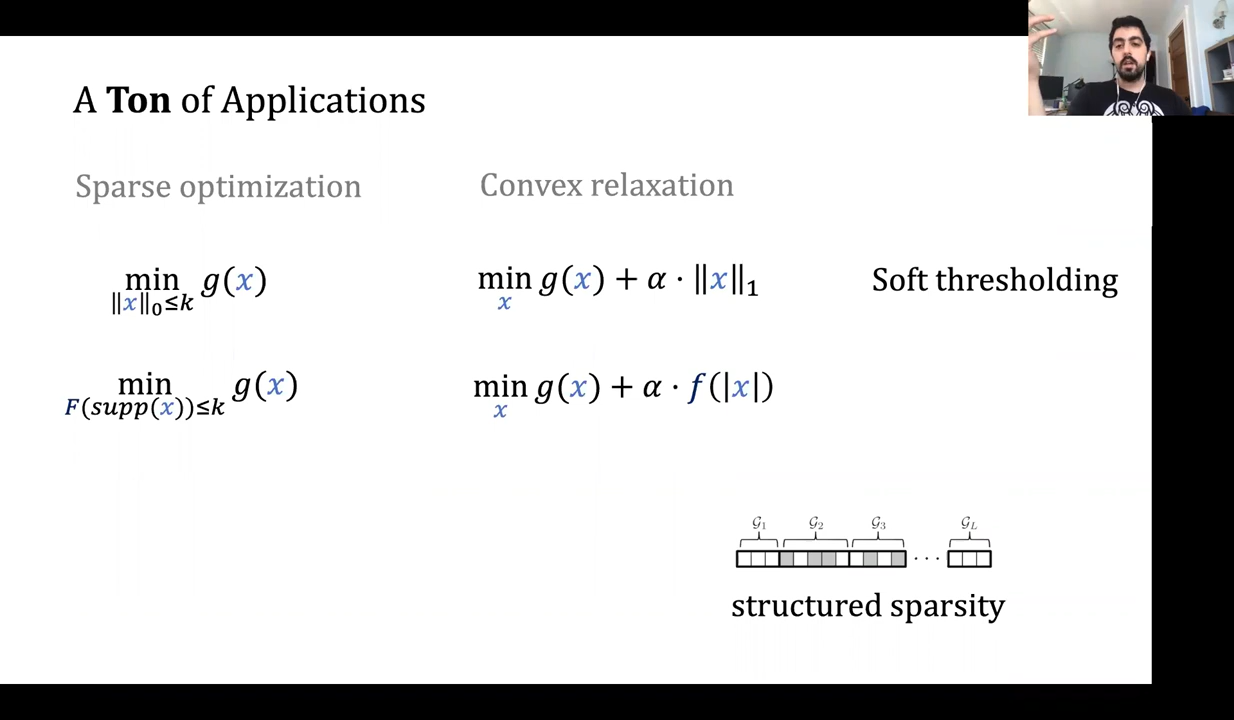 A Ton of Applications
Sparse optimization
Convex relaxation
min g(x)
‖x‖₀≤k
min g(x) + α · ‖x‖₁
x
Soft thresholding
min g(x)
F(supp(x))≤k
min g(x) + α · f(|x|)
x
𝒢₁ 𝒢₂ 𝒢₃ 𝒢_L
· · ·
structured sparsity